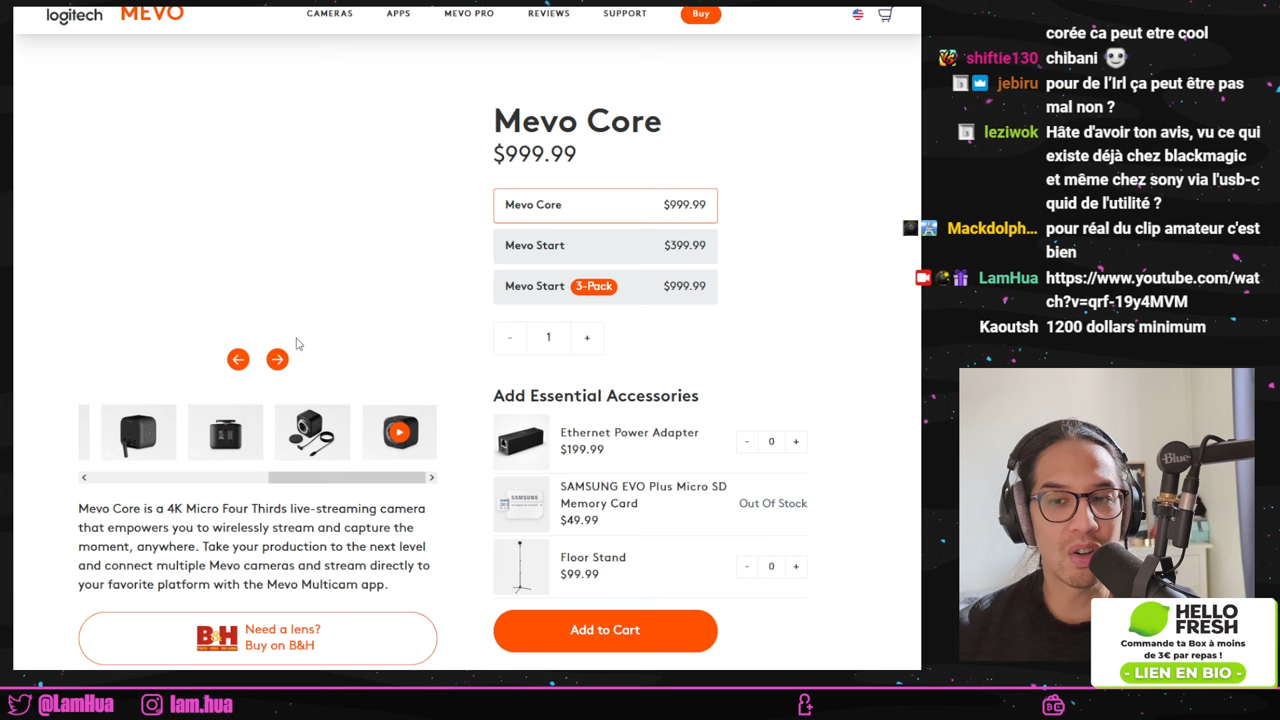 logitech MEVO
CAMERAS APPS MEVO PRO REVIEWS SUPPORT Buy
Mevo Core
$999.99
Mevo Core $999.99
Mevo Start $399.99
Mevo Start 3-Pack $999.99
- 1 +
Add Essential Accessories
Ethernet Power Adapter
$199.99
- 0 +
SAMSUNG EVO Plus Micro SD
Memory Card
$49.99
Out Of Stock
Floor Stand
$99.99
- 0 +
Add to Cart
Mevo Core is a 4K Micro Four Thirds live-streaming camera
that empowers you to wirelessly stream and capture the
moment, anywhere. Take your production to the next level
and connect multiple Mevo cameras and stream directly to
your favorite platform with the Mevo Multicam app.
B&H Need a lens?
Buy on B&H
corée ca peut etre cool
shiftie130 chibani
jebiru pour de l’Irl ça peut être pas
mal non ?
leziwok Hâte d'avoir ton avis, vu ce qui
existe déjà chez blackmagic
et même chez sony via l'usb-c
quid de l'utilité ?
Mackdolph... pour réal du clip amateur c'est
bien
LamHua https://www.youtube.com/wat
ch?v=qrf-19y4MVM
Kaoutsh 1200 dollars minimum
Blue
HELLO
FRESH
Commande ta Box à moins
de 3€ par repas !
- LIEN EN BIO -
@LamHua lam.hua